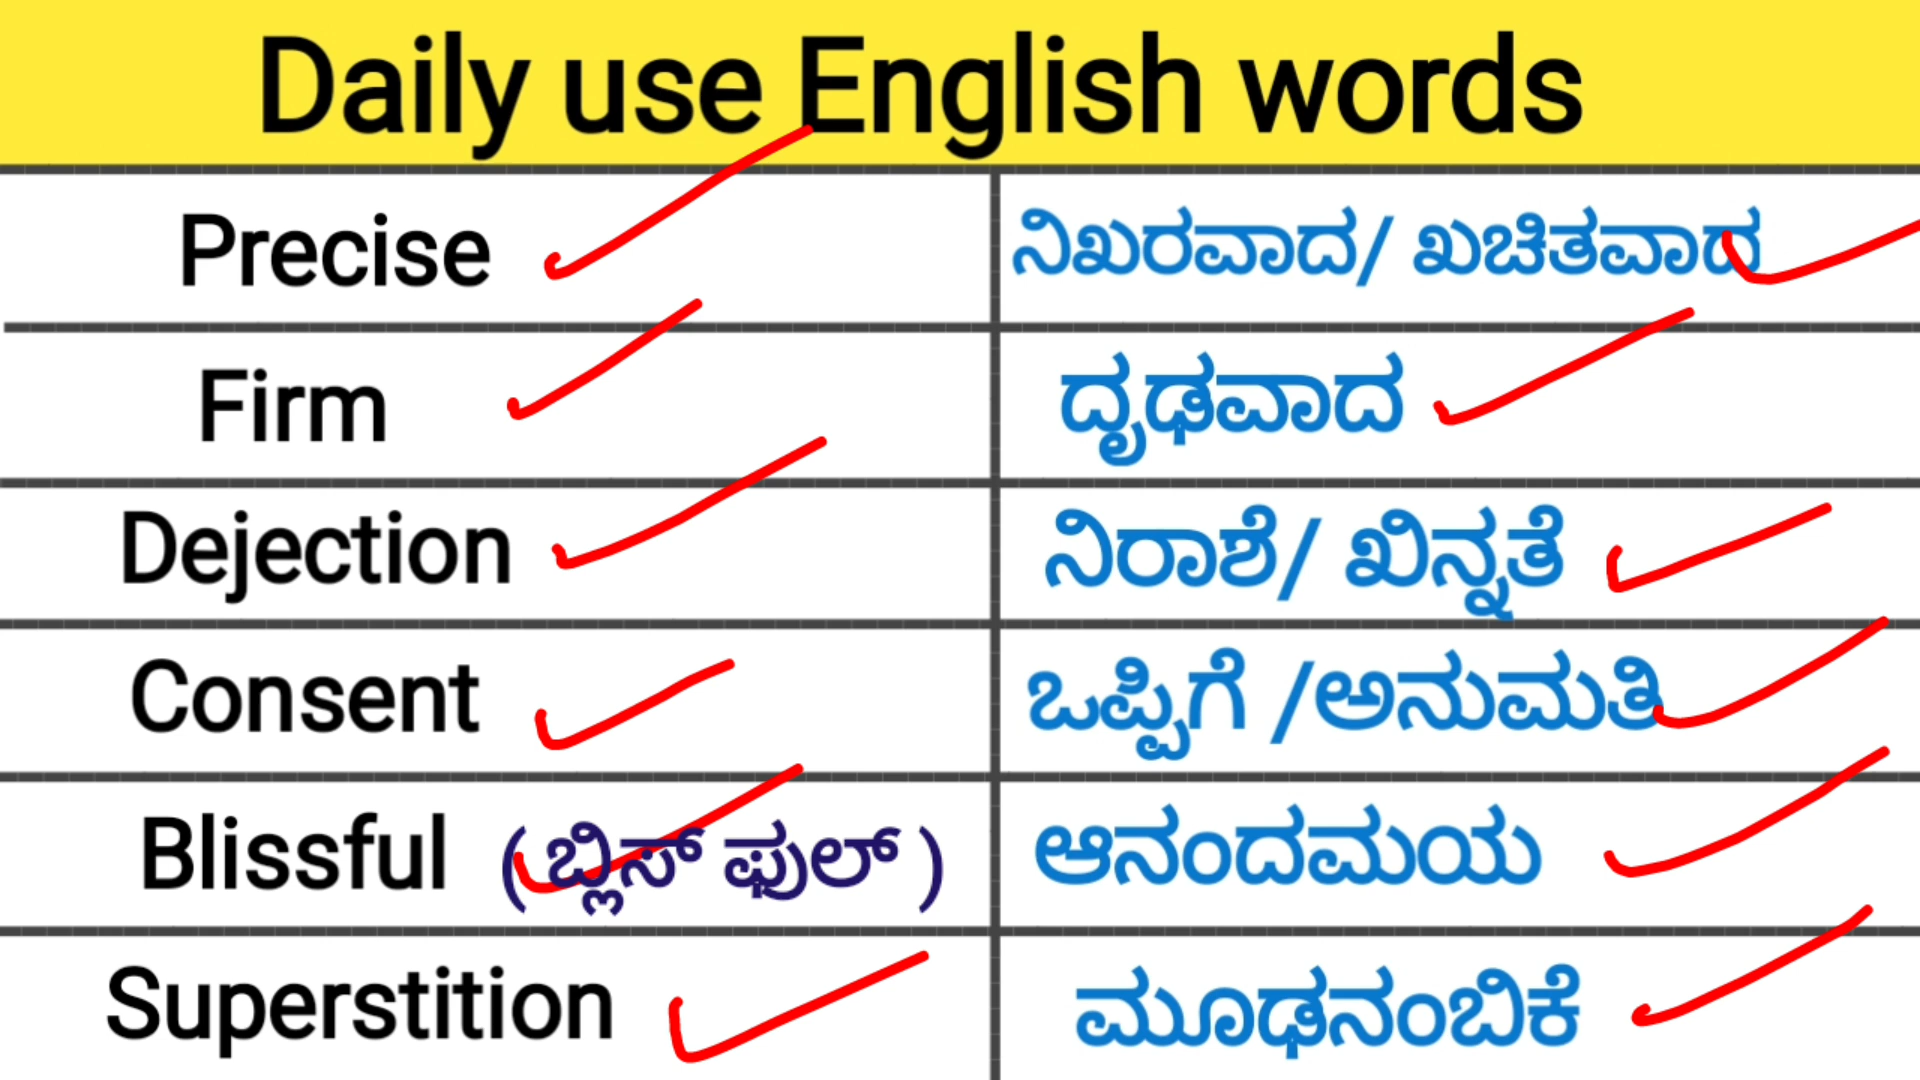 Daily use English words
Precise ನಿಖರವಾದ/ ಖಚಿತವಾದ
Firm ದೃಢವಾದ
Dejection ನಿರಾಶೆ/ ಖಿನ್ನತೆ
Consent ಒಪ್ಪಿಗೆ /ಅನುಮತಿ
Blissful ( ಬ್ಲಿಸ್ ಫುಲ್ ) ಆನಂದಮಯ
Superstition ಮೂಢನಂಬಿಕೆ